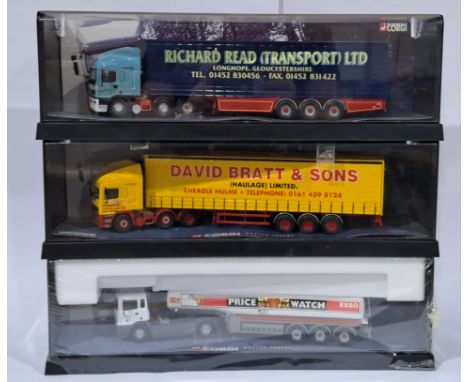 CORGI
RICHARD READ (TRANSPORT) LTD
LONGHOPE, GLOUCESTERSHIRE
TEL. 01452 830456 - FAX. 01452 831422
DAVID BRATT & SONS
(HAULAGE) LIMITED.
CHEADLE HULME • TELEPHONE: 0161 439 8124
CORGI
PRICE WATCH ESSO
CORGI